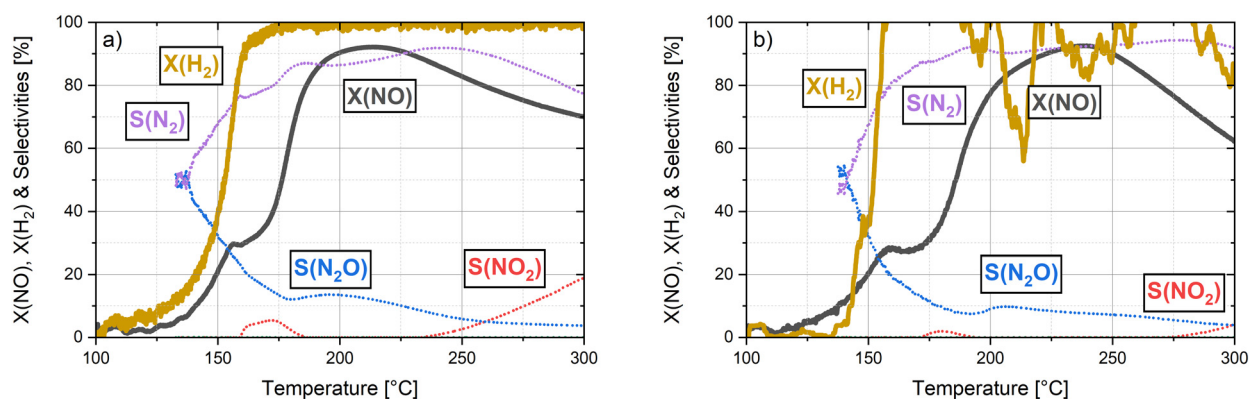 a)
X(NO), X(H₂) & Selectivities [%]
100
80
60
40
20
0
X(H₂)
S(N₂)
X(NO)
S(N₂O)
S(NO₂)
100 150 200 250 300
Temperature [°C]
b)
X(NO), X(H₂) & Selectivities [%]
100
80
60
40
20
0
X(H₂)
S(N₂)
X(NO)
S(N₂O)
S(NO₂)
100 150 200 250 300
Temperature [°C]